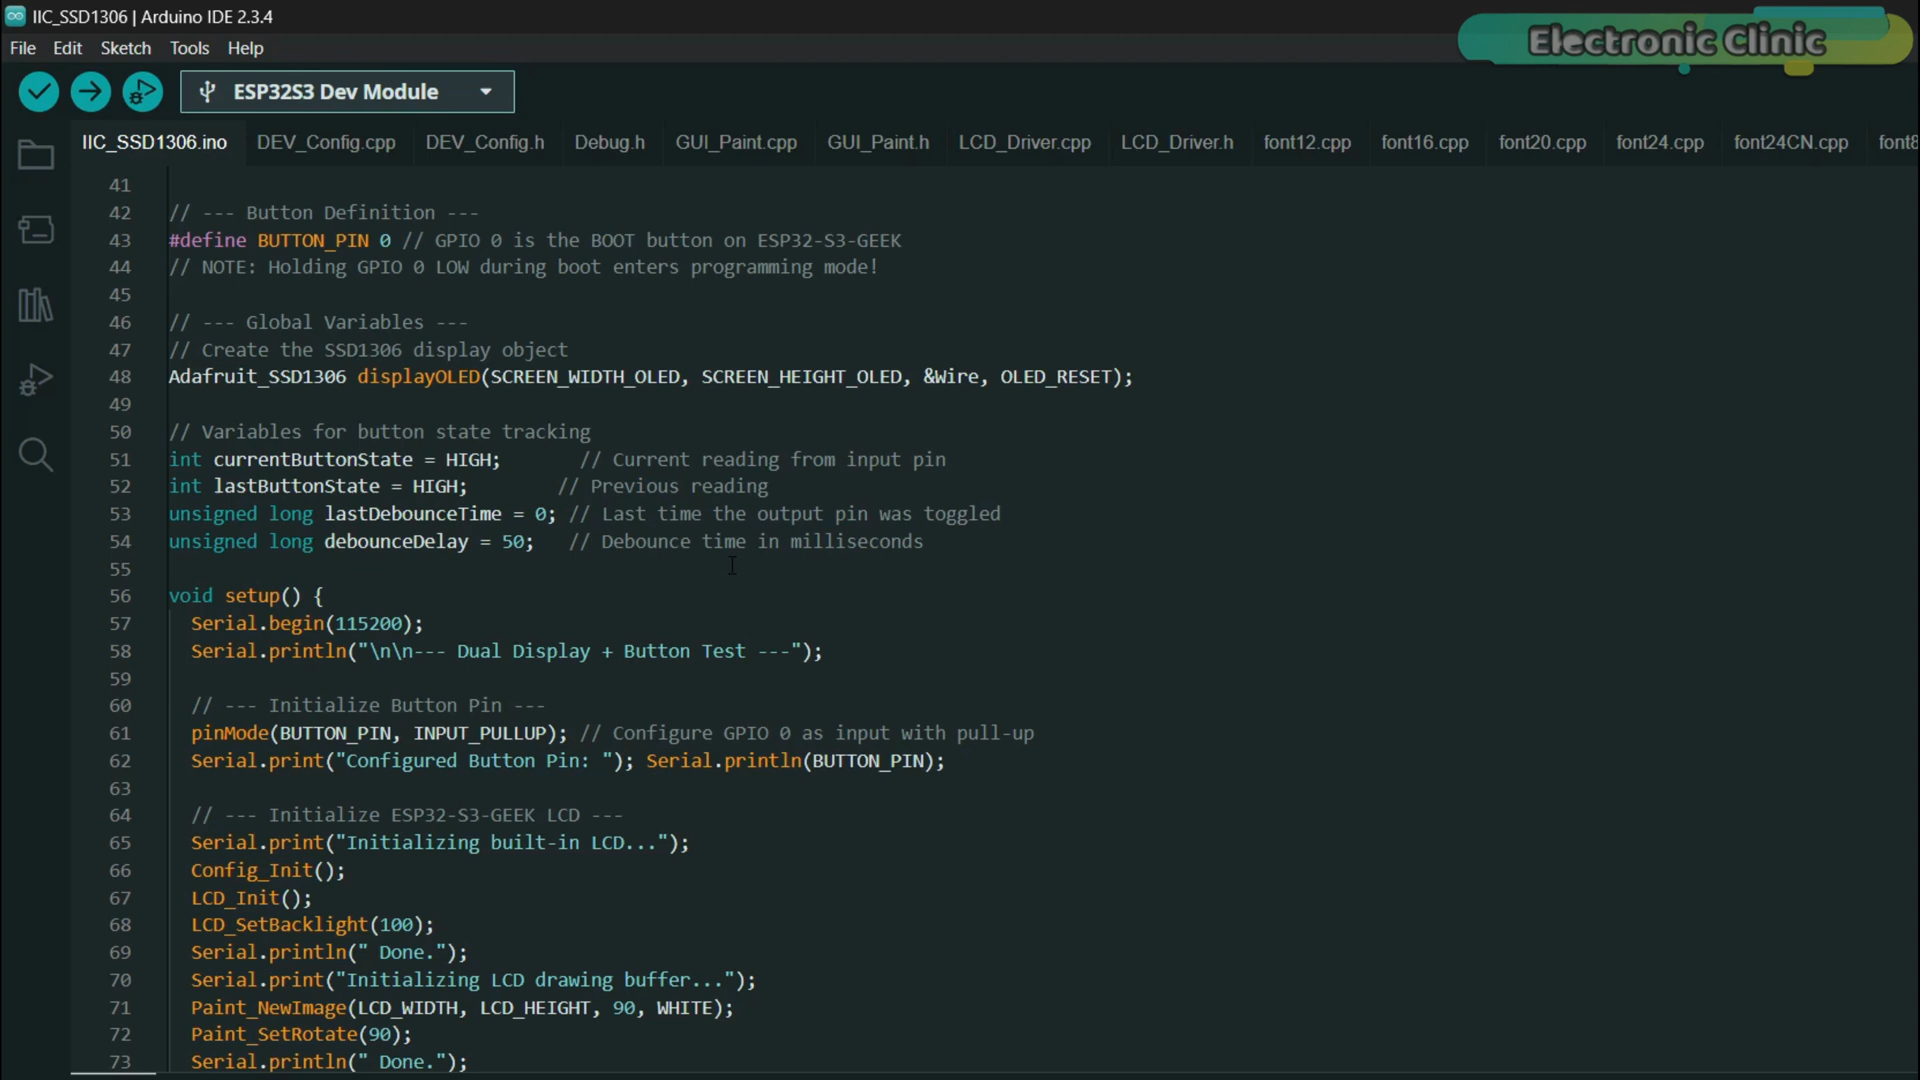 IIC_SSD1306 | Arduino IDE 2.3.4
File Edit Sketch Tools Help
Electronic Clinic
ESP32S3 Dev Module
IIC_SSD1306.ino DEV_Config.cpp DEV_Config.h Debug.h GUI_Paint.cpp GUI_Paint.h LCD_Driver.cpp LCD_Driver.h font12.cpp font16.cpp font20.cpp font24.cpp font24CN.cpp font8
41
42 // --- Button Definition ---
43 #define BUTTON_PIN 0 // GPIO 0 is the BOOT button on ESP32-S3-GEEK
44 // NOTE: Holding GPIO 0 LOW during boot enters programming mode!
45
46 // --- Global Variables ---
47 // Create the SSD1306 display object
48 Adafruit_SSD1306 displayOLED(SCREEN_WIDTH_OLED, SCREEN_HEIGHT_OLED, &Wire, OLED_RESET);
49
50 // Variables for button state tracking
51 int currentButtonState = HIGH; // Current reading from input pin
52 int lastButtonState = HIGH; // Previous reading
53 unsigned long lastDebounceTime = 0; // Last time the output pin was toggled
54 unsigned long debounceDelay = 50; // Debounce time in milliseconds
55
56 void setup() {
57 Serial.begin(115200);
58 Serial.println("\n\n--- Dual Display + Button Test ---");
59
60 // --- Initialize Button Pin ---
61 pinMode(BUTTON_PIN, INPUT_PULLUP); // Configure GPIO 0 as input with pull-up
62 Serial.print("Configured Button Pin: "); Serial.println(BUTTON_PIN);
63
64 // --- Initialize ESP32-S3-GEEK LCD ---
65 Serial.print("Initializing built-in LCD...");
66 Config_Init();
67 LCD_Init();
68 LCD_SetBacklight(100);
69 Serial.println(" Done.");
70 Serial.print("Initializing LCD drawing buffer...");
71 Paint_NewImage(LCD_WIDTH, LCD_HEIGHT, 90, WHITE);
72 Paint_SetRotate(90);
73 Serial.println(" Done.");